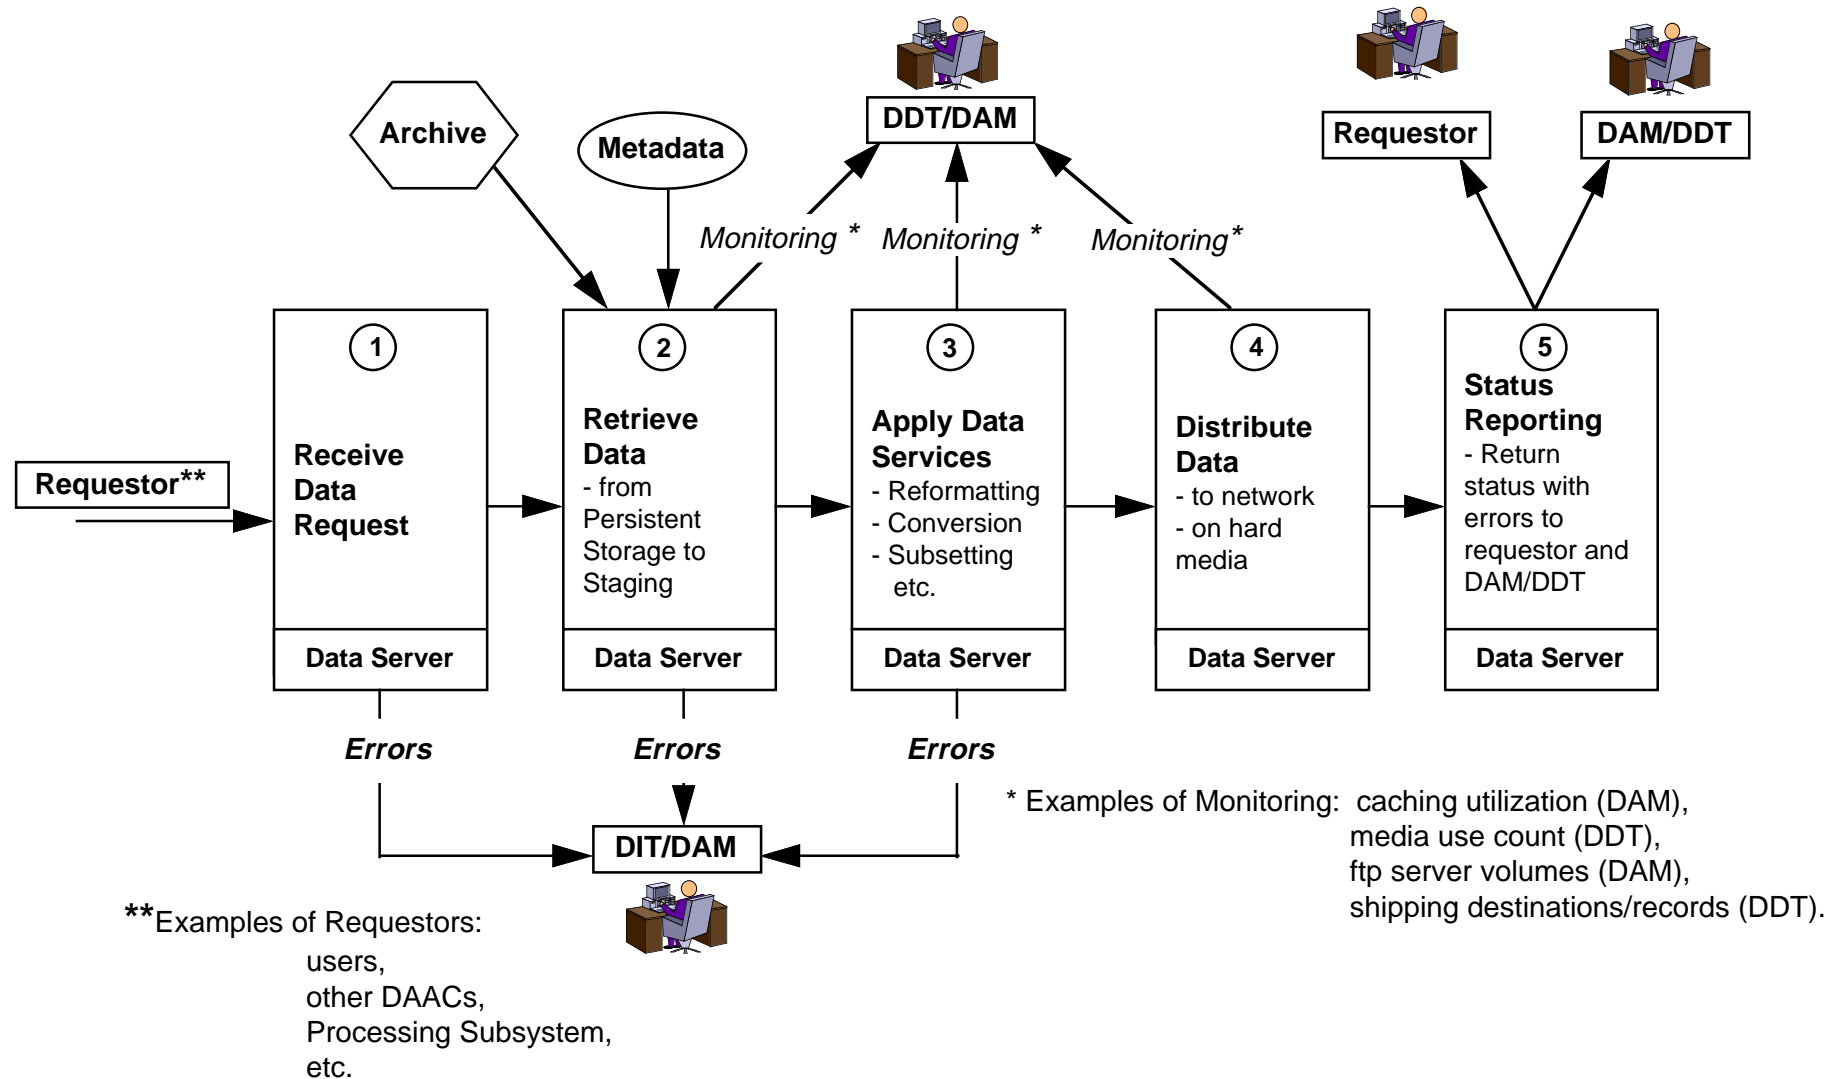 DDT/DAM
Requestor
DAM/DDT
Archive
Metadata
Monitoring *
Monitoring *
Monitoring*
Requestor**
1
Receive
Data
Request
Data Server
2
Retrieve
Data
- from
Persistent
Storage to
Staging
Data Server
3
Apply Data
Services
- Reformatting
- Conversion
- Subsetting
etc.
Data Server
4
Distribute
Data
- to network
- on hard
media
Data Server
5
Status
Reporting
- Return
status with
errors to
requestor and
DAM/DDT
Data Server
Errors
Errors
Errors
DIT/DAM
* Examples of Monitoring: caching utilization (DAM),
media use count (DDT),
ftp server volumes (DAM),
shipping destinations/records (DDT).
**Examples of Requestors:
users,
other DAACs,
Processing Subsystem,
etc.